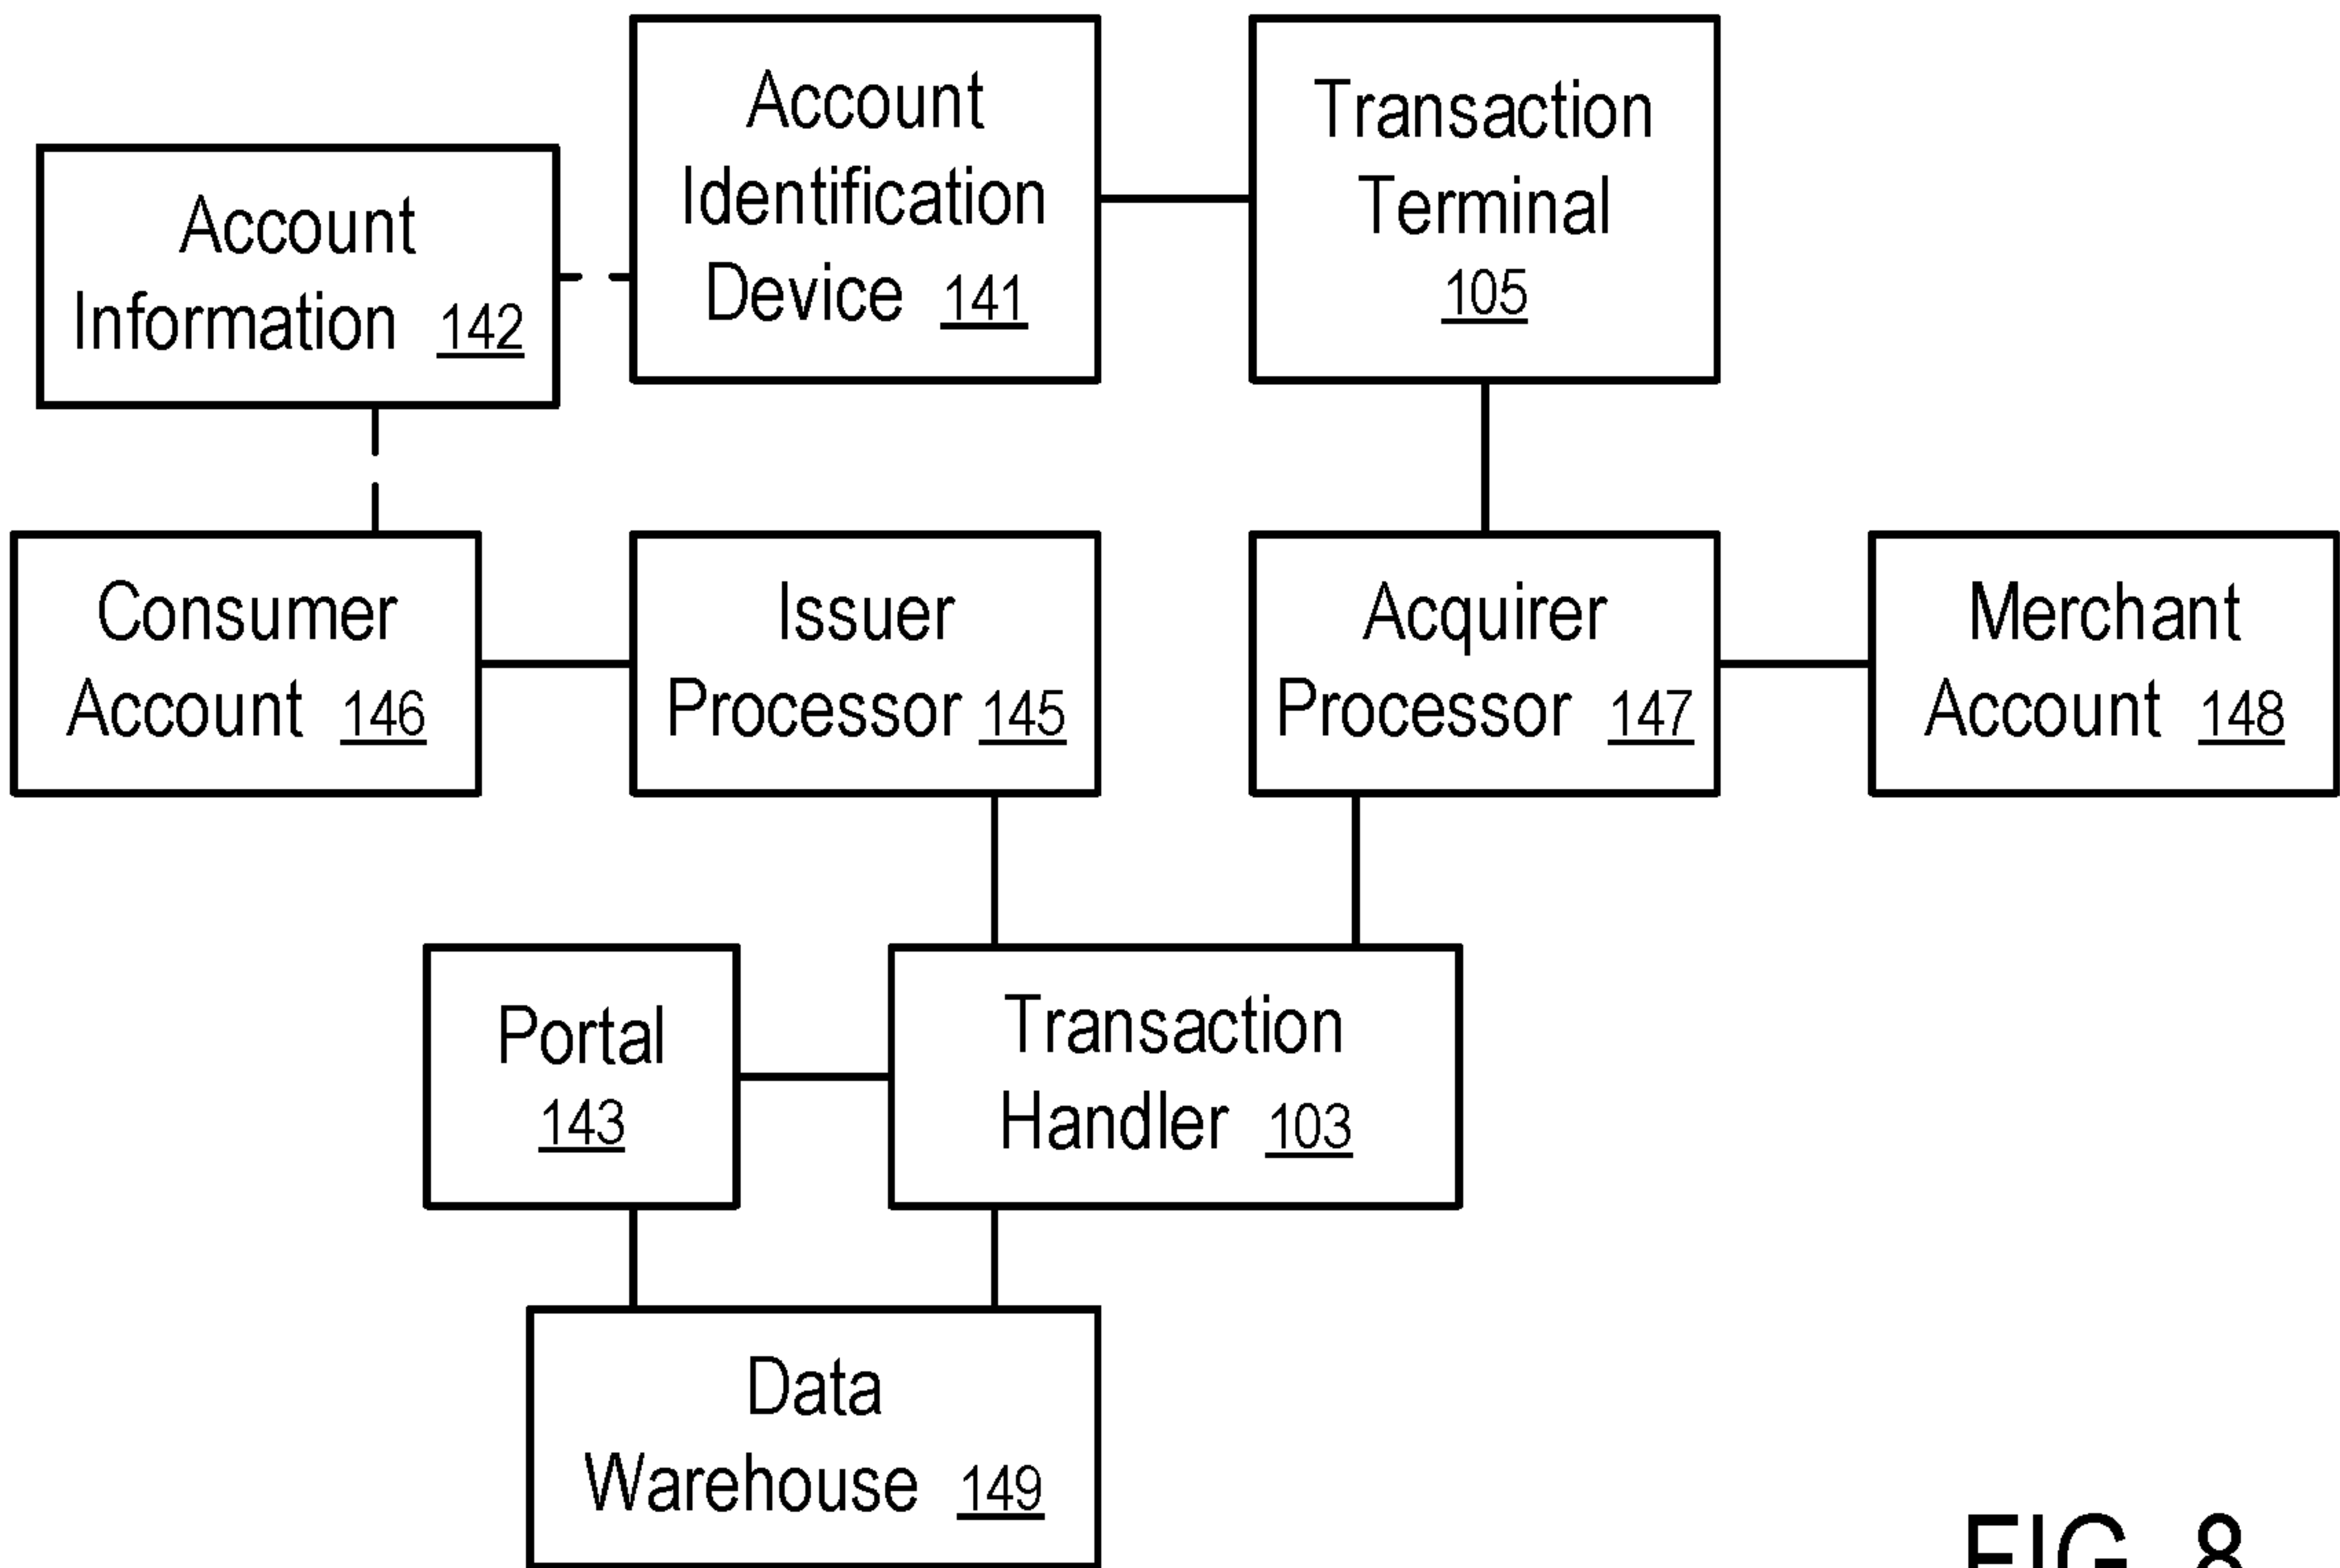 Account
Identification
Device 141
Transaction
Terminal
105
Account
Information 142
Consumer
Account 146
Issuer
Processor 145
Acquirer
Processor 147
Merchant
Account 148
Portal
143
Transaction
Handler 103
Data
Warehouse 149
FIG. 8